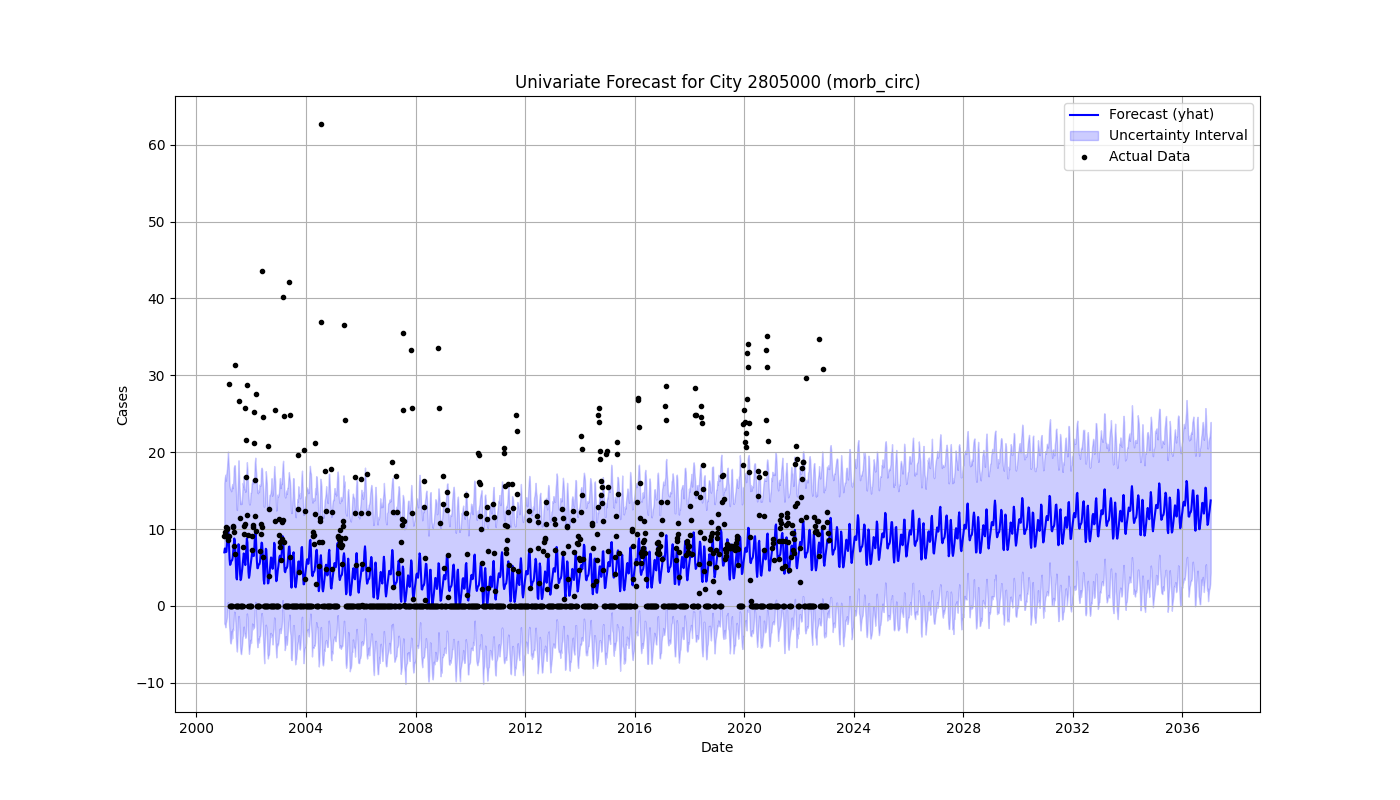 Univariate Forecast for City 2805000 (morb_circ)
Forecast (yhat)
Uncertainty Interval
Actual Data
Cases
60
50
40
30
20
10
0
−10
2000 2004 2008 2012 2016 2020 2024 2028 2032 2036
Date